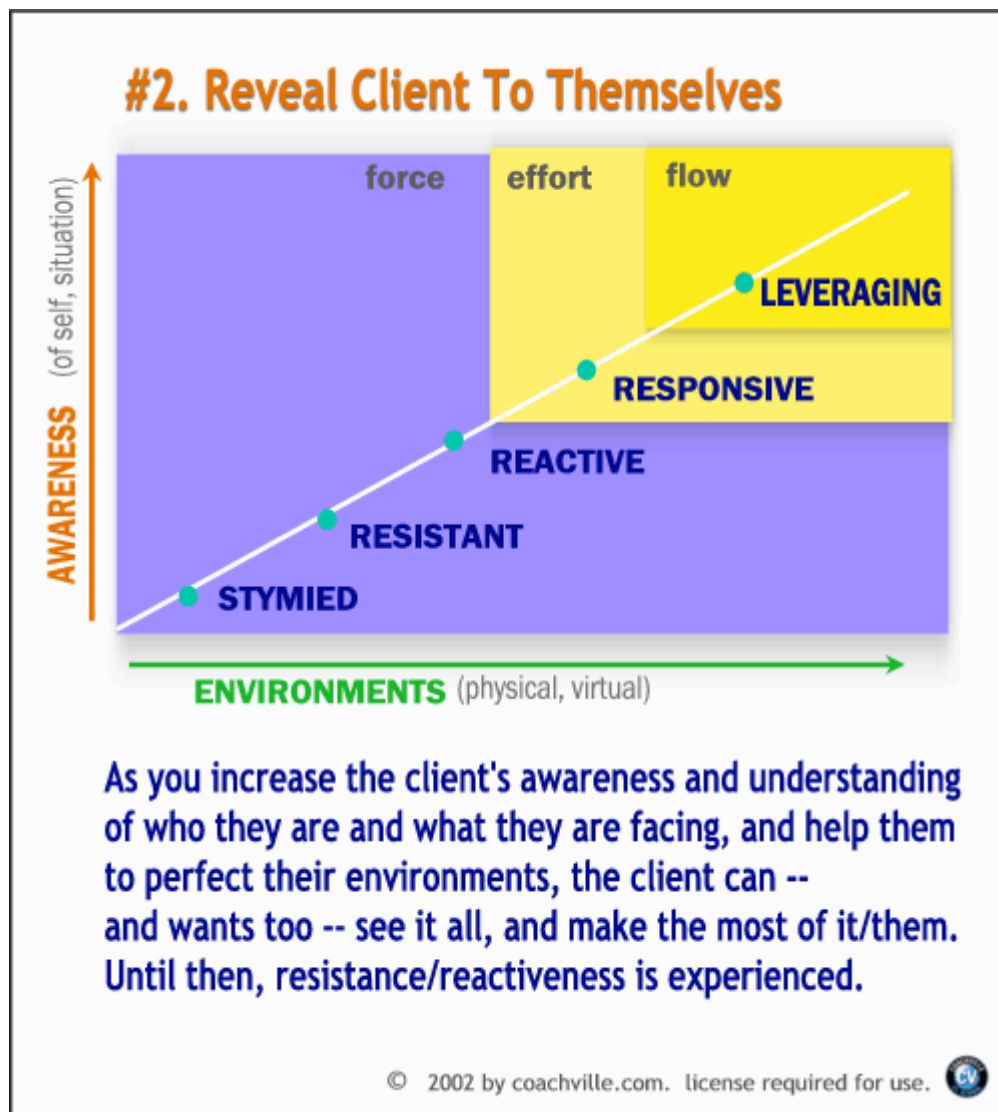 #2. Reveal Client To Themselves
force effort flow
(of self, situation)
AWARENESS
LEVERAGING
RESPONSIVE
REACTIVE
RESISTANT
STYMIED
ENVIRONMENTS (physical, virtual)
As you increase the client's awareness and understanding
of who they are and what they are facing, and help them
to perfect their environments, the client can --
and wants too -- see it all, and make the most of it/them.
Until then, resistance/reactiveness is experienced.
© 2002 by coachville.com. license required for use.
CV